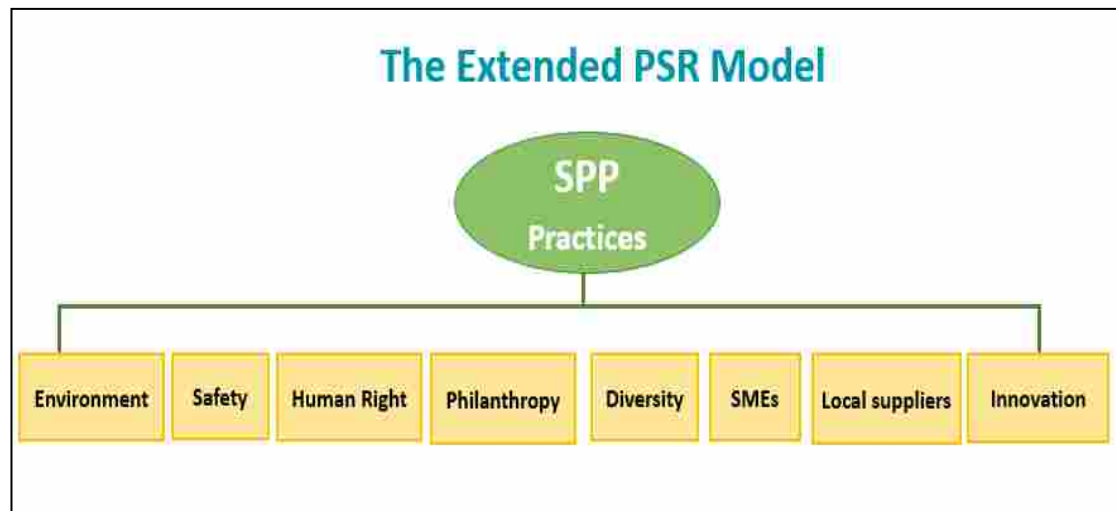 The Extended PSR Model
SPP
Practices
Environment
Safety
Human Right
Philanthropy
Diversity
SMEs
Local suppliers
Innovation